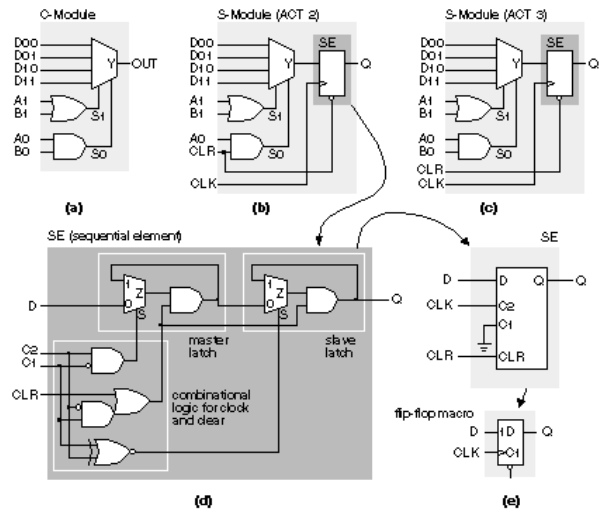 C-Module
D00
D01
D10
D11
Y
OUT
A1
B1
S1
A0
B0
S0
(a)
S-Module (ACT 2)
SE
D00
D01
D10
D11
Y
Q
A1
B1
S1
A0
CLR
S0
CLK
(b)
S-Module (ACT 3)
SE
D00
D01
D10
D11
Y
Q
A1
B1
S1
A0
B0
S0
CLR
CLK
(c)
SE (sequential element)
1
Z
0
S
D
master
latch
1
Z
0
S
Q
slave
latch
C2
C1
CLR
combinational
logic for clock
and clear
(d)
SE
D
D
Q
Q
CLK
C2
C1
CLR
CLR
flip-flop macro
D
1D
Q
CLK
C1
(e)